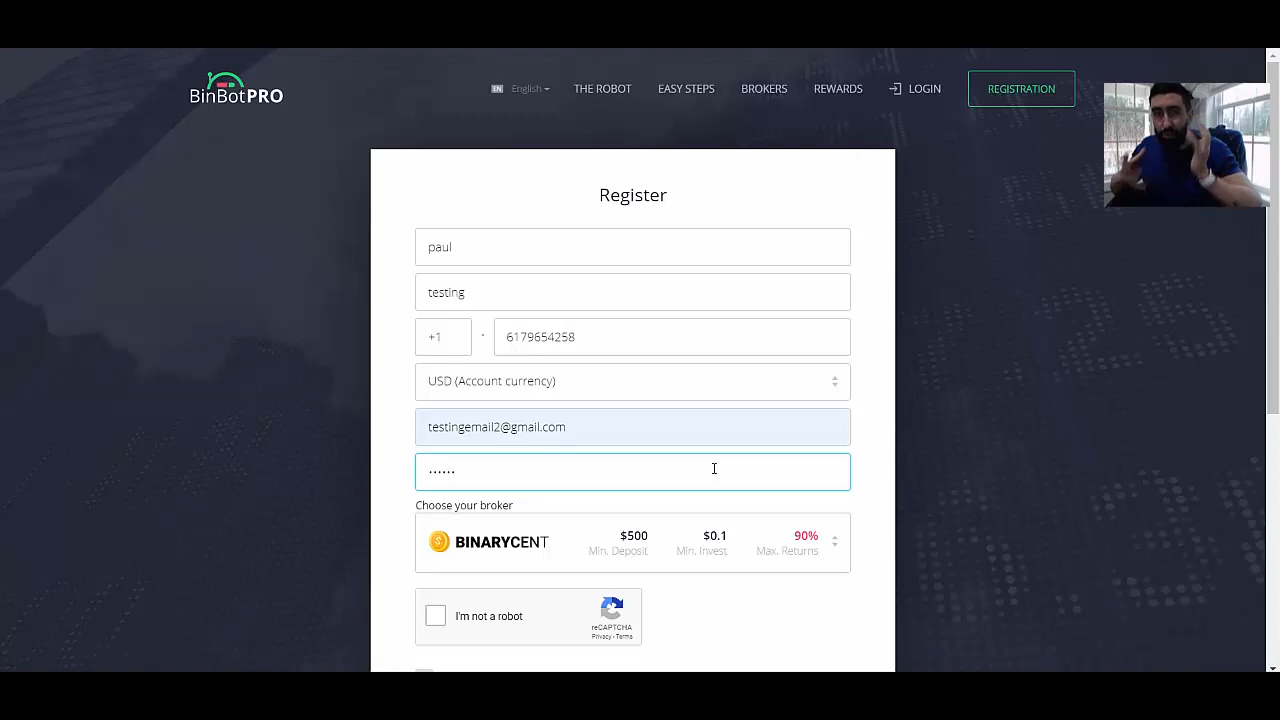 BinBotPRO
EN English
THE ROBOT
EASY STEPS
BROKERS
REWARDS
LOGIN
REGISTRATION
Register
paul
testing
+1 - 6179654258
USD (Account currency)
testingemail2@gmail.com
••••••
Choose your broker
BINARYCENT
$500 $0.1 90%
Min. Deposit Min. Invest Max. Returns
I'm not a robot
reCAPTCHA
Privacy - Terms